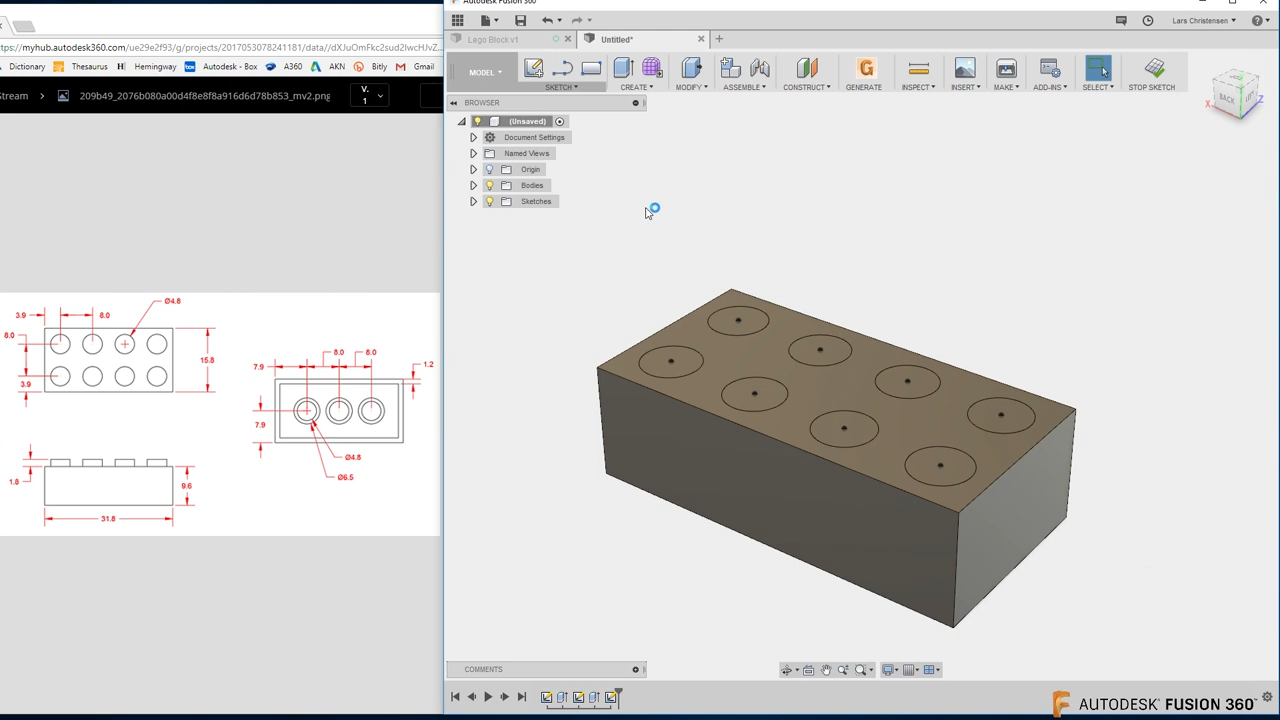 Autodesk Fusion 360
https://myhub.autodesk360.com/ue29e2f93/g/projects/2017053078241181/data//dXJuOmFkc2sud2lwcHJvZ...
Dictionary Thesaurus Hemingway Autodesk - Box A360 AKN Bitly Email
Stream 209b49_2076b080a00d4f8e8f8a916d6d78b853_mv2.png V. 1
Lars Christensen
Lego Block v1
Untitled*
MODEL
SKETCH CREATE MODIFY ASSEMBLE CONSTRUCT GENERATE INSPECT INSERT MAKE ADD-INS SELECT STOP SKETCH
BACK
X
Z
BROWSER
(Unsaved)
Document Settings
Named Views
Origin
Bodies
Sketches
Ø4.8
3.9 8.0
8.0
15.8
3.9
1.8
9.6
31.8
8.0 8.0
7.9
1.2
7.9
Ø4.8
Ø6.5
COMMENTS
AUTODESK® FUSION 360™